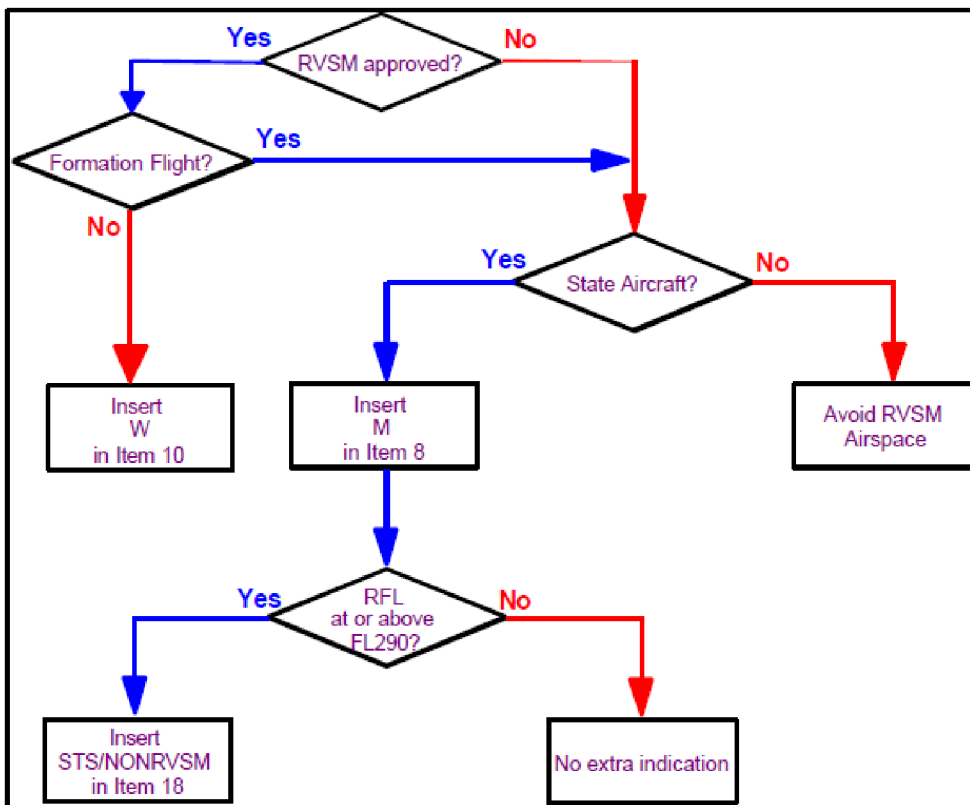 Yes
No
RVSM approved?
Formation Flight?
Yes
No
Yes
State Aircraft?
No
Insert
W
in Item 10
Insert
M
in Item 8
Avoid RVSM
Airspace
Yes
RFL
at or above
FL290?
No
Insert
STS/NONRVSM
in Item 18
No extra indication